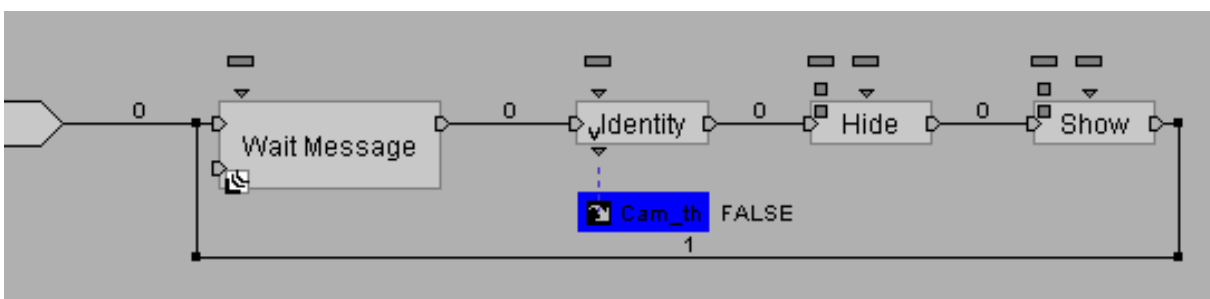 0
Wait Message
0
Identity
0
Hide
0
Show
Cam_th FALSE
1